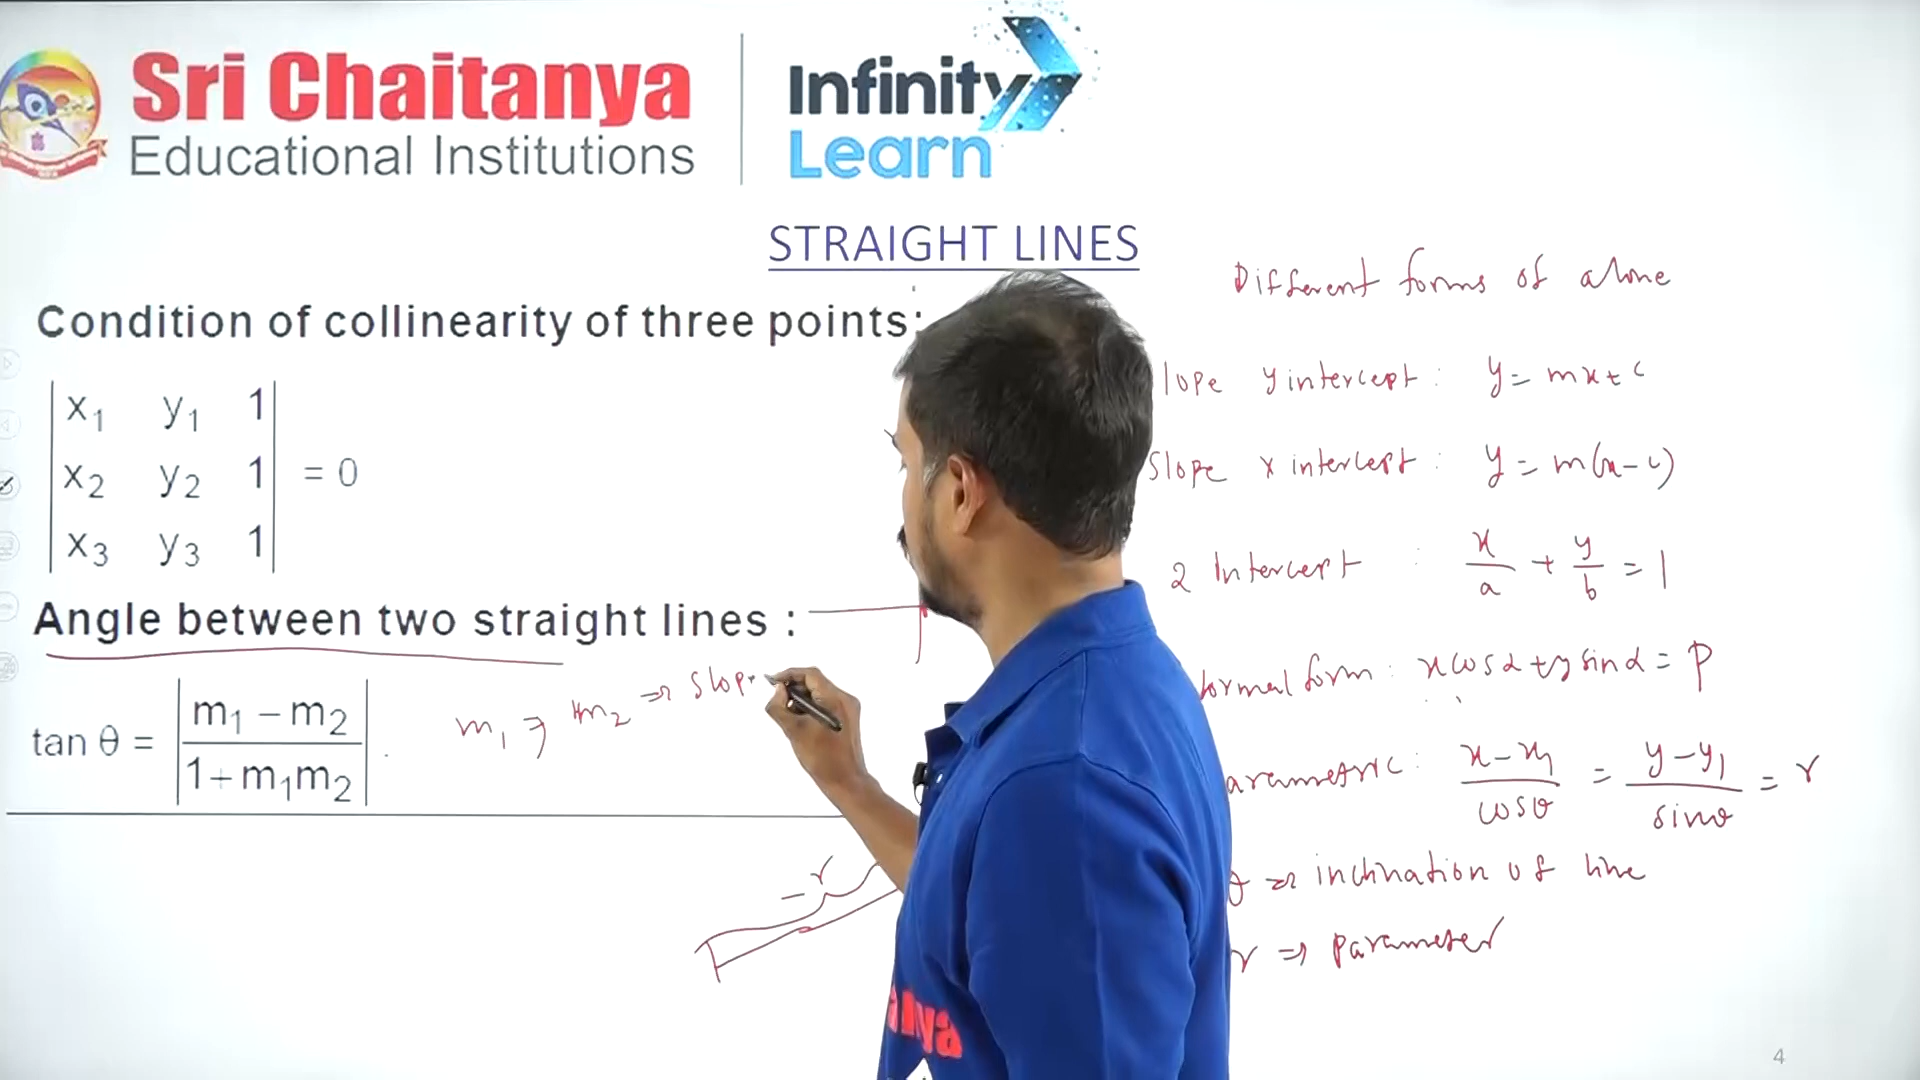 Sri Chaitanya
Educational Institutions
Infinity
Learn
STRAIGHT LINES
Condition of collinearity of three points:
x₁ y₁ 1
x₂ y₂ 1 = 0
x₃ y₃ 1
Angle between two straight lines :
tan θ = |(m₁ − m₂)/(1+m₁m₂)|
m₁ , m₂ ⇒ Slop
−r
Different forms of a line
lope y intercept : y = mx + c
Slope x intercept : y = m(x − c)
2 Intercept : x/a + y/b = 1
ormal form : x cos α + y sin α = P
arametric : (x − x₁)/cos θ = (y − y₁)/sin θ = r
θ ⇒ inclination of line
r ⇒ parameter
anya
4